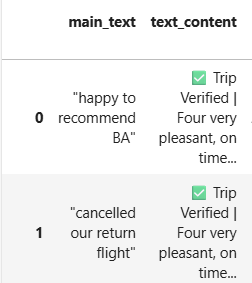 main_text text_content
0 "happy to recommend BA" ✅ Trip Verified | Four very pleasant, on time...
1 "cancelled our return flight" ✅ Trip Verified | Four very pleasant, on time...